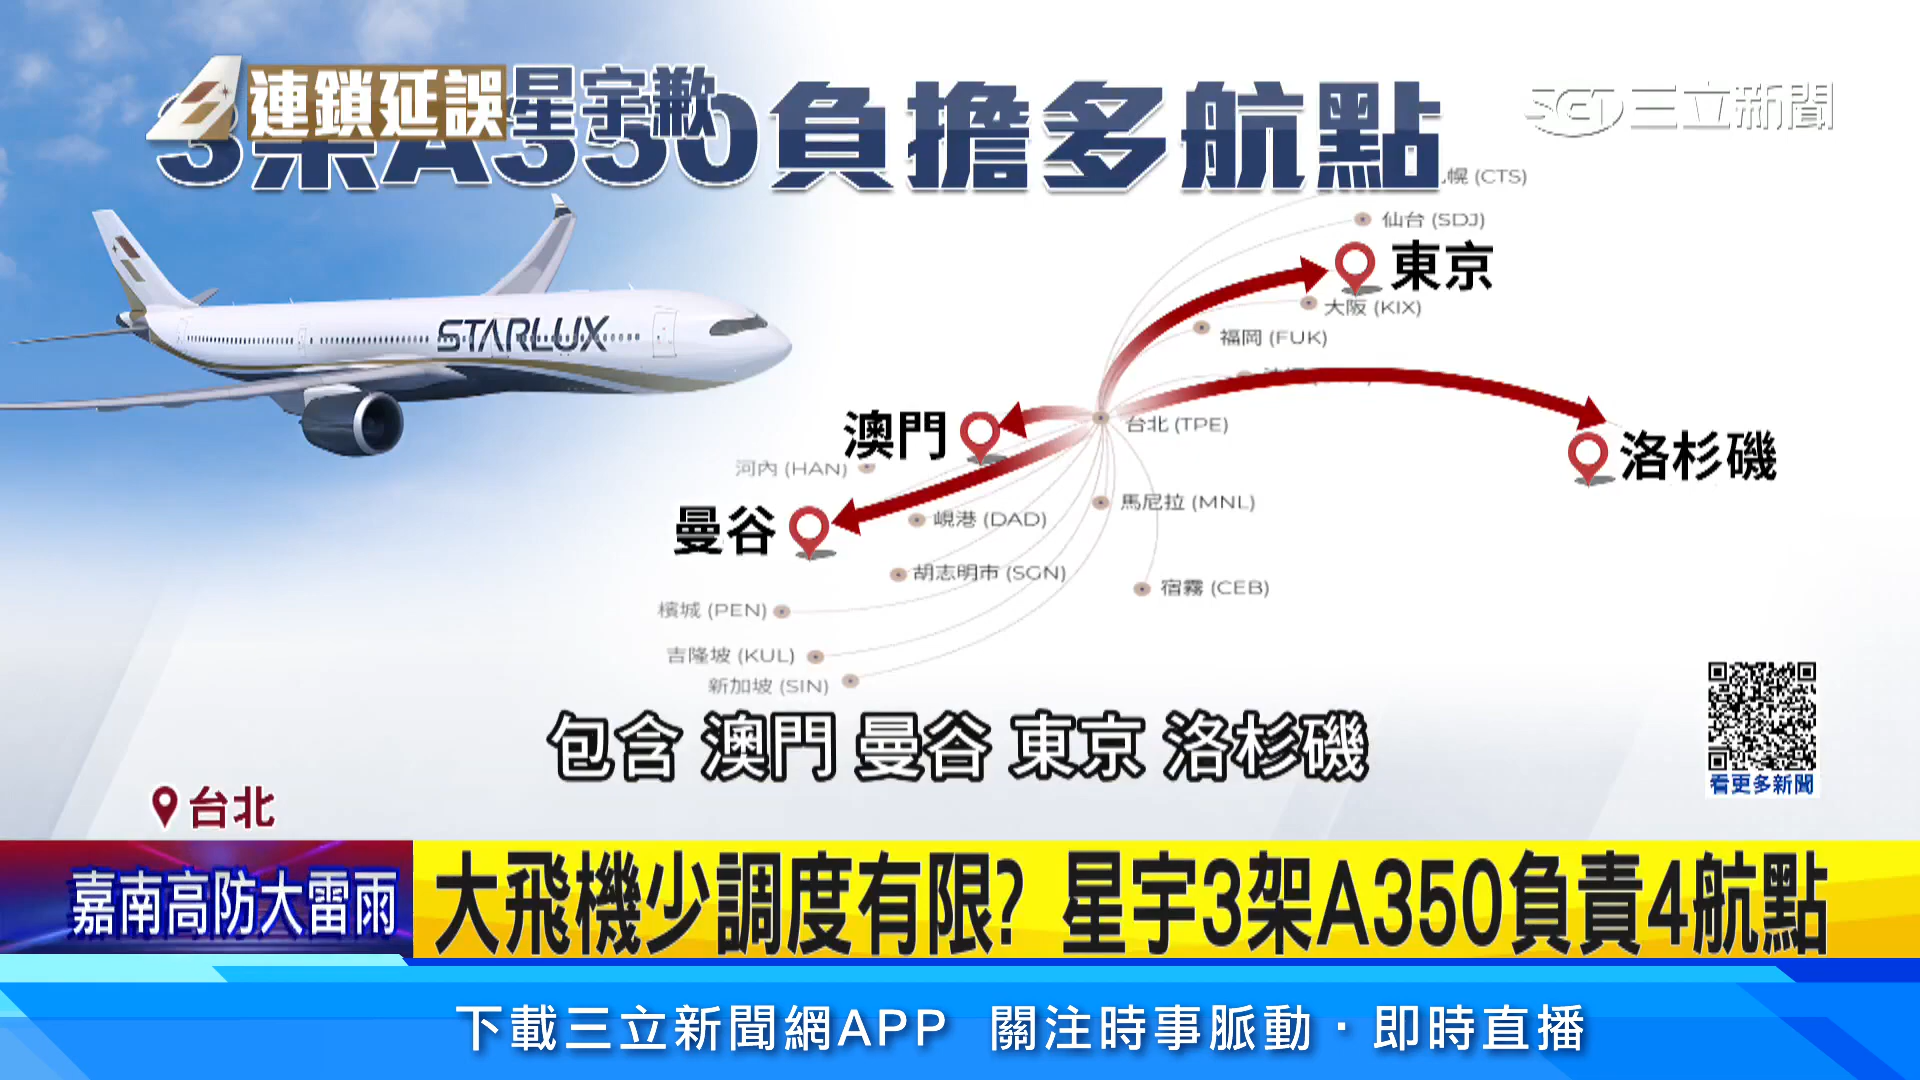 連鎖延誤星宇歉
3架A350負擔多航點
SET三立新聞
幌 (CTS)
仙台 (SDJ)
東京
大阪 (KIX)
福岡 (FUK)
STARLUX
澳門
台北 (TPE)
洛杉磯
河內 (HAN)
馬尼拉 (MNL)
曼谷
峴港 (DAD)
胡志明市 (SGN)
宿霧 (CEB)
檳城 (PEN)
吉隆坡 (KUL)
新加坡 (SIN)
包含 澳門 曼谷 東京 洛杉磯
看更多新聞
台北
嘉南高防大雷雨
大飛機少調度有限? 星宇3架A350負責4航點
下載三立新聞網APP 關注時事脈動·即時直播